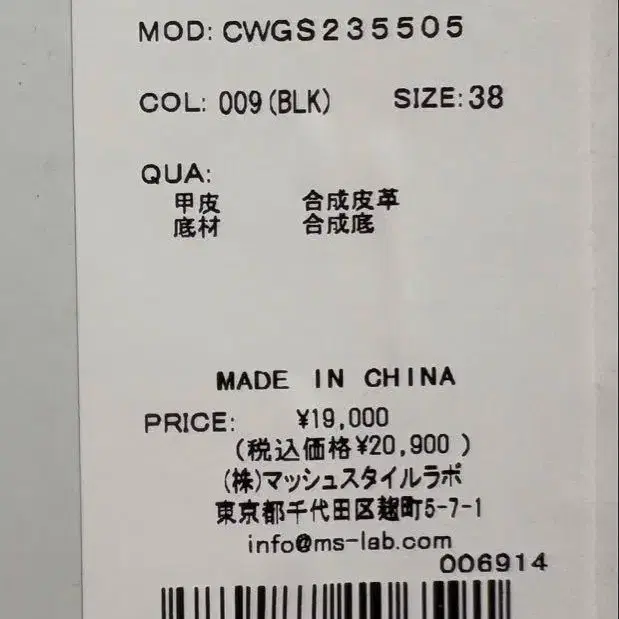 MOD: CWGS235505
COL: 009(BLK) SIZE:38
QUA:
甲皮 合成皮革
底材 合成底
MADE IN CHINA
PRICE: ¥19,000
(税込価格¥20,900 )
(株)マッシュスタイルラボ
東京都千代田区麹町5-7-1
info@ms-lab.com
006914